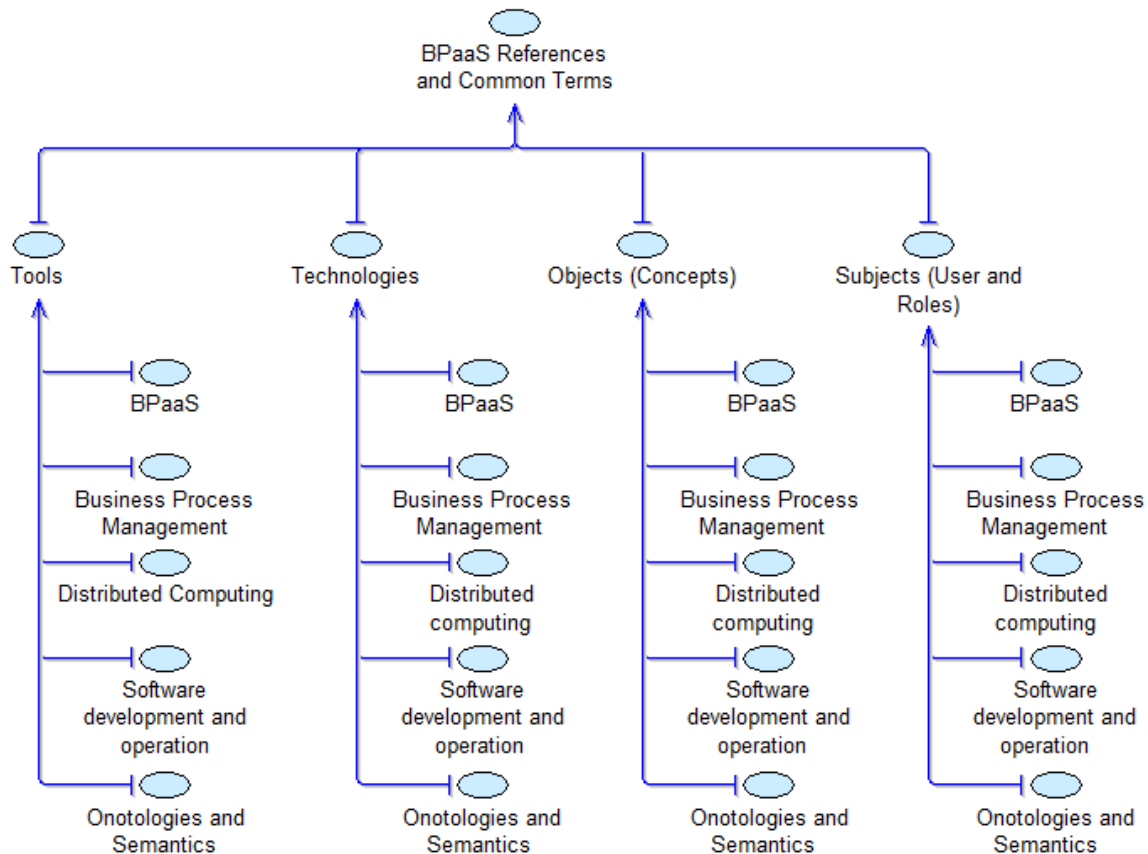 BPaaS References
and Common Terms
Tools
Technologies
Objects (Concepts)
Subjects (User and
Roles)
BPaaS
BPaaS
BPaaS
BPaaS
Business Process
Management
Business Process
Management
Business Process
Management
Business Process
Management
Distributed Computing
Distributed
computing
Distributed
computing
Distributed
computing
Software
development and
operation
Software
development and
operation
Software
development and
operation
Software
development and
operation
Onotologies and
Semantics
Onotologies and
Semantics
Onotologies and
Semantics
Onotologies and
Semantics